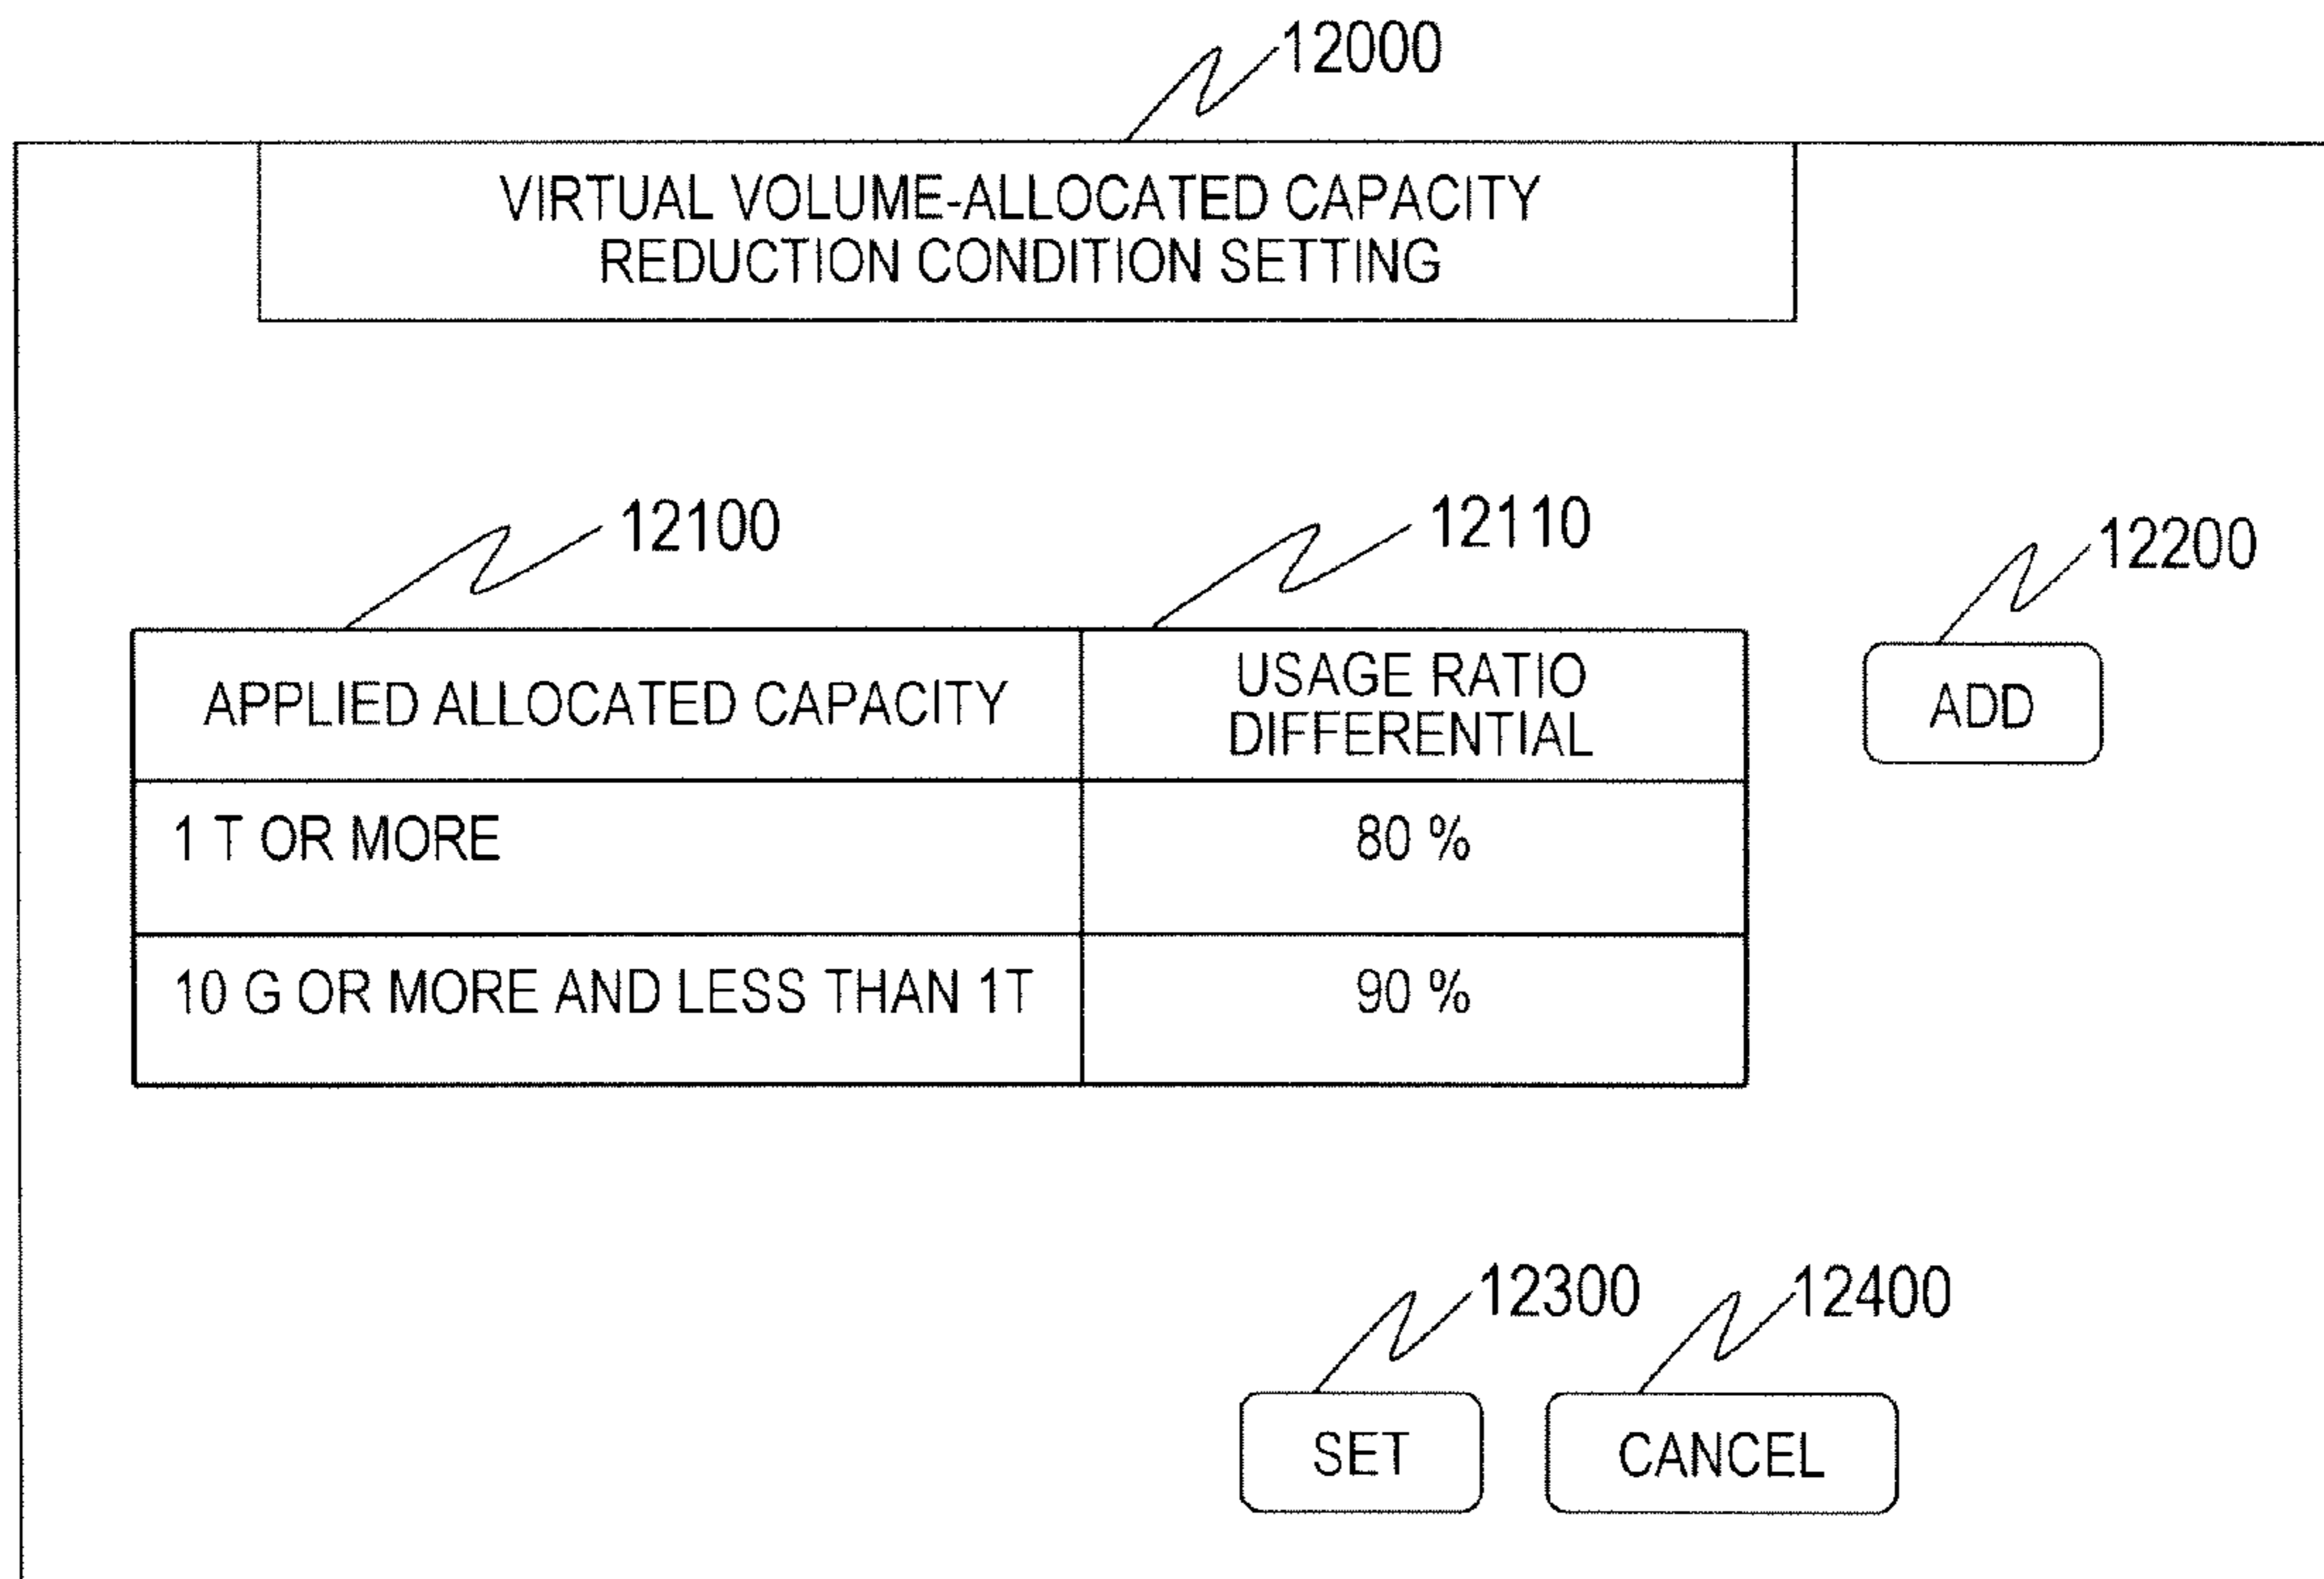 12000
VIRTUAL VOLUME-ALLOCATED CAPACITY
REDUCTION CONDITION SETTING
12100
12110
12200
APPLIED ALLOCATED CAPACITY
USAGE RATIO
DIFFERENTIAL
ADD
1 T OR MORE
80 %
10 G OR MORE AND LESS THAN 1T
90 %
12300
12400
SET
CANCEL